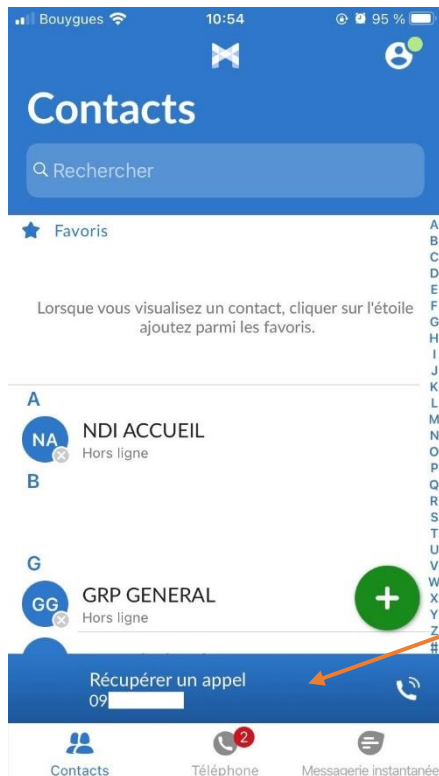 Bouygues 10:54 95 %
Contacts
Rechercher
Favoris
Lorsque vous visualisez un contact, cliquer sur l'étoile
ajoutez parmi les favoris.
A
NA NDI ACCUEIL
Hors ligne
B
G
GG GRP GENERAL
Hors ligne
+
A
B
C
D
E
F
G
H
I
J
K
L
M
N
O
P
Q
R
S
T
U
V
W
X
Y
Z
#
Récupérer un appel
09
2
Contacts Téléphone Messagerie instantanée